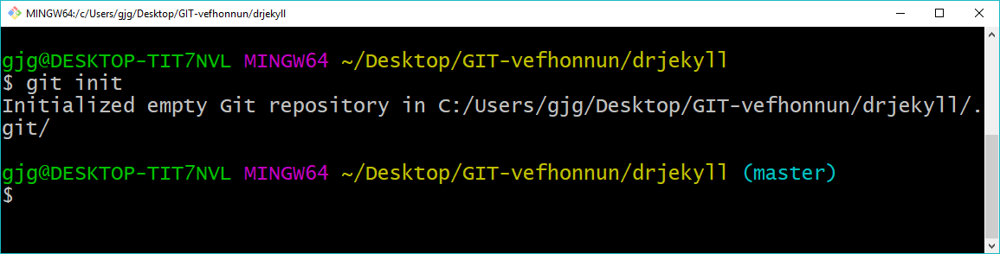 MINGW64:/c/Users/gjg/Desktop/GIT-vefhonnun/drjekyll
gjg@DESKTOP-TIT7NVL MINGW64 ~/Desktop/GIT-vefhonnun/drjekyll
$ git init
Initialized empty Git repository in C:/Users/gjg/Desktop/GIT-vefhonnun/drjekyll/.
git/
gjg@DESKTOP-TIT7NVL MINGW64 ~/Desktop/GIT-vefhonnun/drjekyll (master)
$